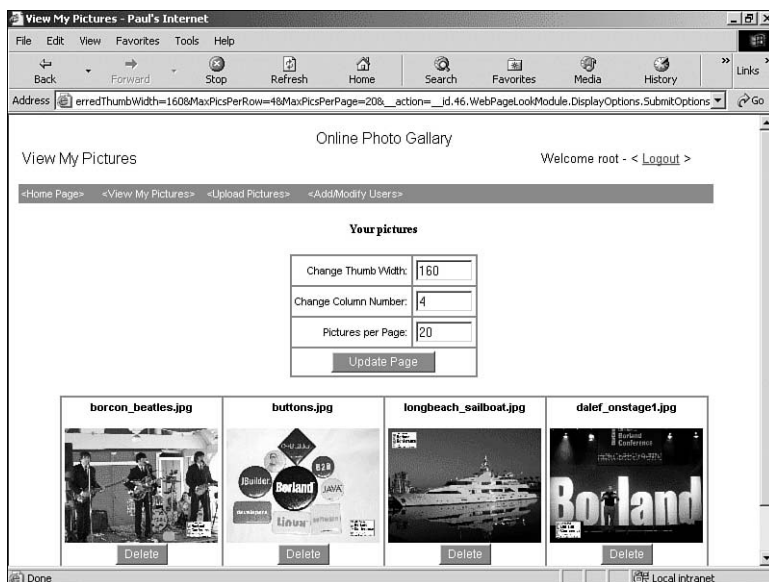 View My Pictures - Paul's Internet
File Edit View Favorites Tools Help
Back Forward Stop Refresh Home Search Favorites Media History » Links »
Address erredThumbWidth=160&MaxPicsPerRow=4&MaxPicsPerPage=20&__action=__id.46.WebPageLookModule.DisplayOptions.SubmitOptions Go
Online Photo Gallary
View My Pictures Welcome root - < Logout >
<Home Page> <View My Pictures> <Upload Pictures> <Add/Modify Users>
Your pictures
Change Thumb Width: 160
Change Column Number: 4
Pictures per Page: 20
Update Page
borcon_beatles.jpg buttons.jpg longbeach_sailboat.jpg dalef_onstage1.jpg
B2B
JBuilder Borland JAVA
Linux
Borland
Conference
Borland
Delete Delete Delete Delete
Done Local intranet